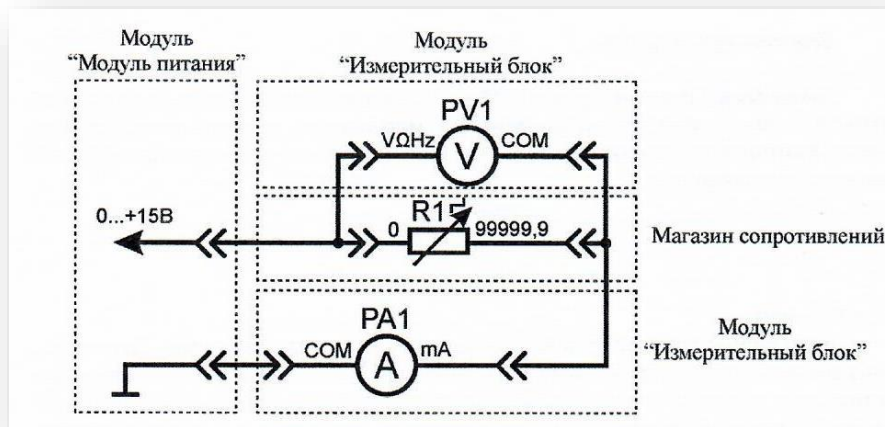 Модуль
“Модуль питания”
Модуль
“Измерительный блок”
PV1
VΩHz
V
COM
0...+15В
R1
0
99999,9
Магазин сопротивлений
PA1
COM
A
mA
Модуль
“Измерительный блок”